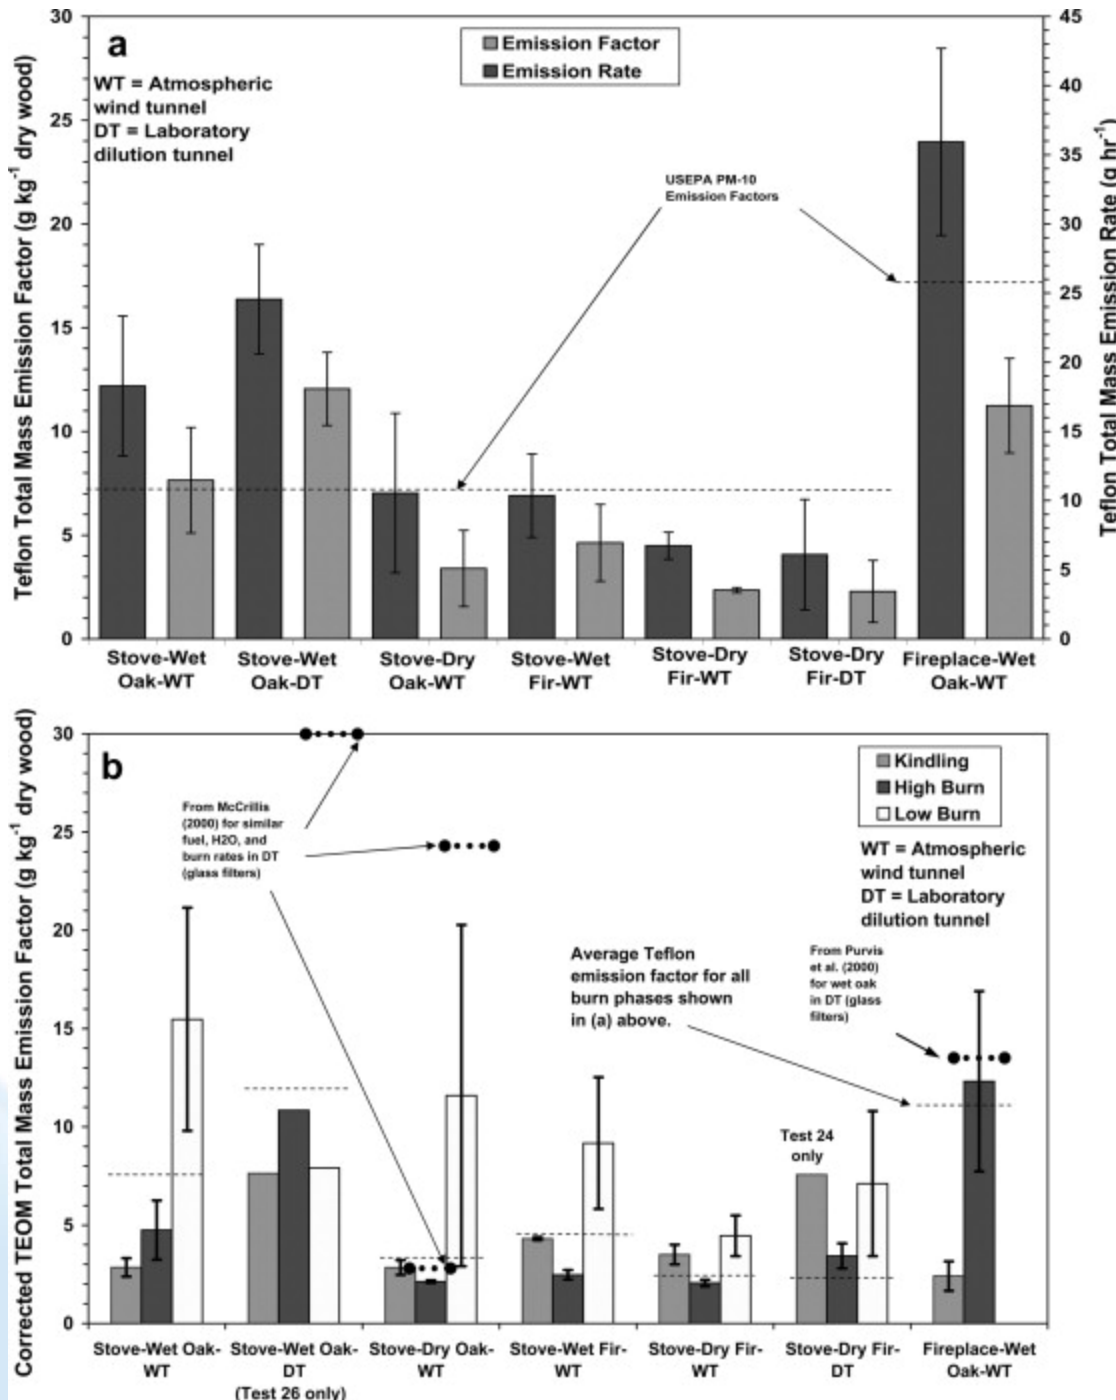 a
Emission Factor
Emission Rate
WT = Atmospheric
wind tunnel
DT = Laboratory
dilution tunnel
USEPA PM-10
Emission Factors
Teflon Total Mass Emission Factor (g kg⁻¹ dry wood)
30
25
20
15
10
5
0
Teflon Total Mass Emission Rate (g hr⁻¹)
45
40
35
30
25
20
15
10
5
0
Stove-Wet
Oak-WT
Stove-Wet
Oak-DT
Stove-Dry
Oak-WT
Stove-Wet
Fir-WT
Stove-Dry
Fir-WT
Stove-Dry
Fir-DT
Fireplace-Wet
Oak-WT
b
Kindling
High Burn
Low Burn
WT = Atmospheric
wind tunnel
DT = Laboratory
dilution tunnel
From McCrillis
(2000) for similar
fuel, H2O, and
burn rates in DT
(glass filters)
Average Teflon
emission factor for all
burn phases shown
in (a) above.
From Purvis
et al. (2000)
for wet oak
in DT (glass
filters)
Test 24
only
Corrected TEOM Total Mass Emission Factor (g kg⁻¹ dry wood)
30
25
20
15
10
5
0
Stove-Wet Oak-
WT
Stove-Wet Oak-
DT
(Test 26 only)
Stove-Dry Oak-
WT
Stove-Wet Fir-
WT
Stove-Dry Fir-
WT
Stove-Dry Fir-
DT
Fireplace-Wet
Oak-WT